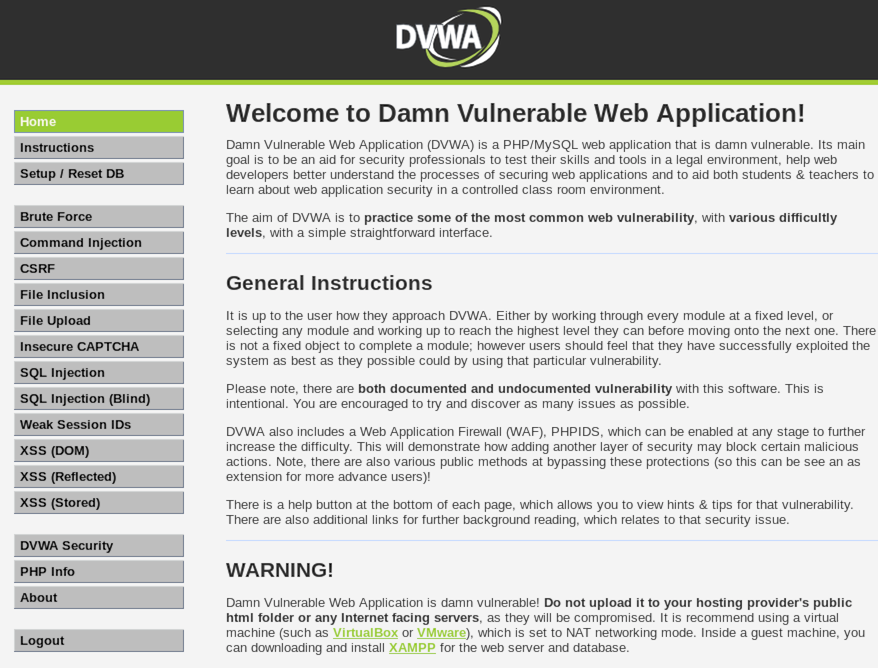 DVWA
Home
Instructions
Setup / Reset DB
Brute Force
Command Injection
CSRF
File Inclusion
File Upload
Insecure CAPTCHA
SQL Injection
SQL Injection (Blind)
Weak Session IDs
XSS (DOM)
XSS (Reflected)
XSS (Stored)
DVWA Security
PHP Info
About
Logout
Welcome to Damn Vulnerable Web Application!
Damn Vulnerable Web Application (DVWA) is a PHP/MySQL web application that is damn vulnerable. Its main
goal is to be an aid for security professionals to test their skills and tools in a legal environment, help web
developers better understand the processes of securing web applications and to aid both students & teachers to
learn about web application security in a controlled class room environment.
The aim of DVWA is to practice some of the most common web vulnerability, with various difficultly
levels, with a simple straightforward interface.
General Instructions
It is up to the user how they approach DVWA. Either by working through every module at a fixed level, or
selecting any module and working up to reach the highest level they can before moving onto the next one. There
is not a fixed object to complete a module; however users should feel that they have successfully exploited the
system as best as they possible could by using that particular vulnerability.
Please note, there are both documented and undocumented vulnerability with this software. This is
intentional. You are encouraged to try and discover as many issues as possible.
DVWA also includes a Web Application Firewall (WAF), PHPIDS, which can be enabled at any stage to further
increase the difficulty. This will demonstrate how adding another layer of security may block certain malicious
actions. Note, there are also various public methods at bypassing these protections (so this can be see an as
extension for more advance users)!
There is a help button at the bottom of each page, which allows you to view hints & tips for that vulnerability.
There are also additional links for further background reading, which relates to that security issue.
WARNING!
Damn Vulnerable Web Application is damn vulnerable! Do not upload it to your hosting provider's public
html folder or any Internet facing servers, as they will be compromised. It is recommend using a virtual
machine (such as VirtualBox or VMware), which is set to NAT networking mode. Inside a guest machine, you
can downloading and install XAMPP for the web server and database.